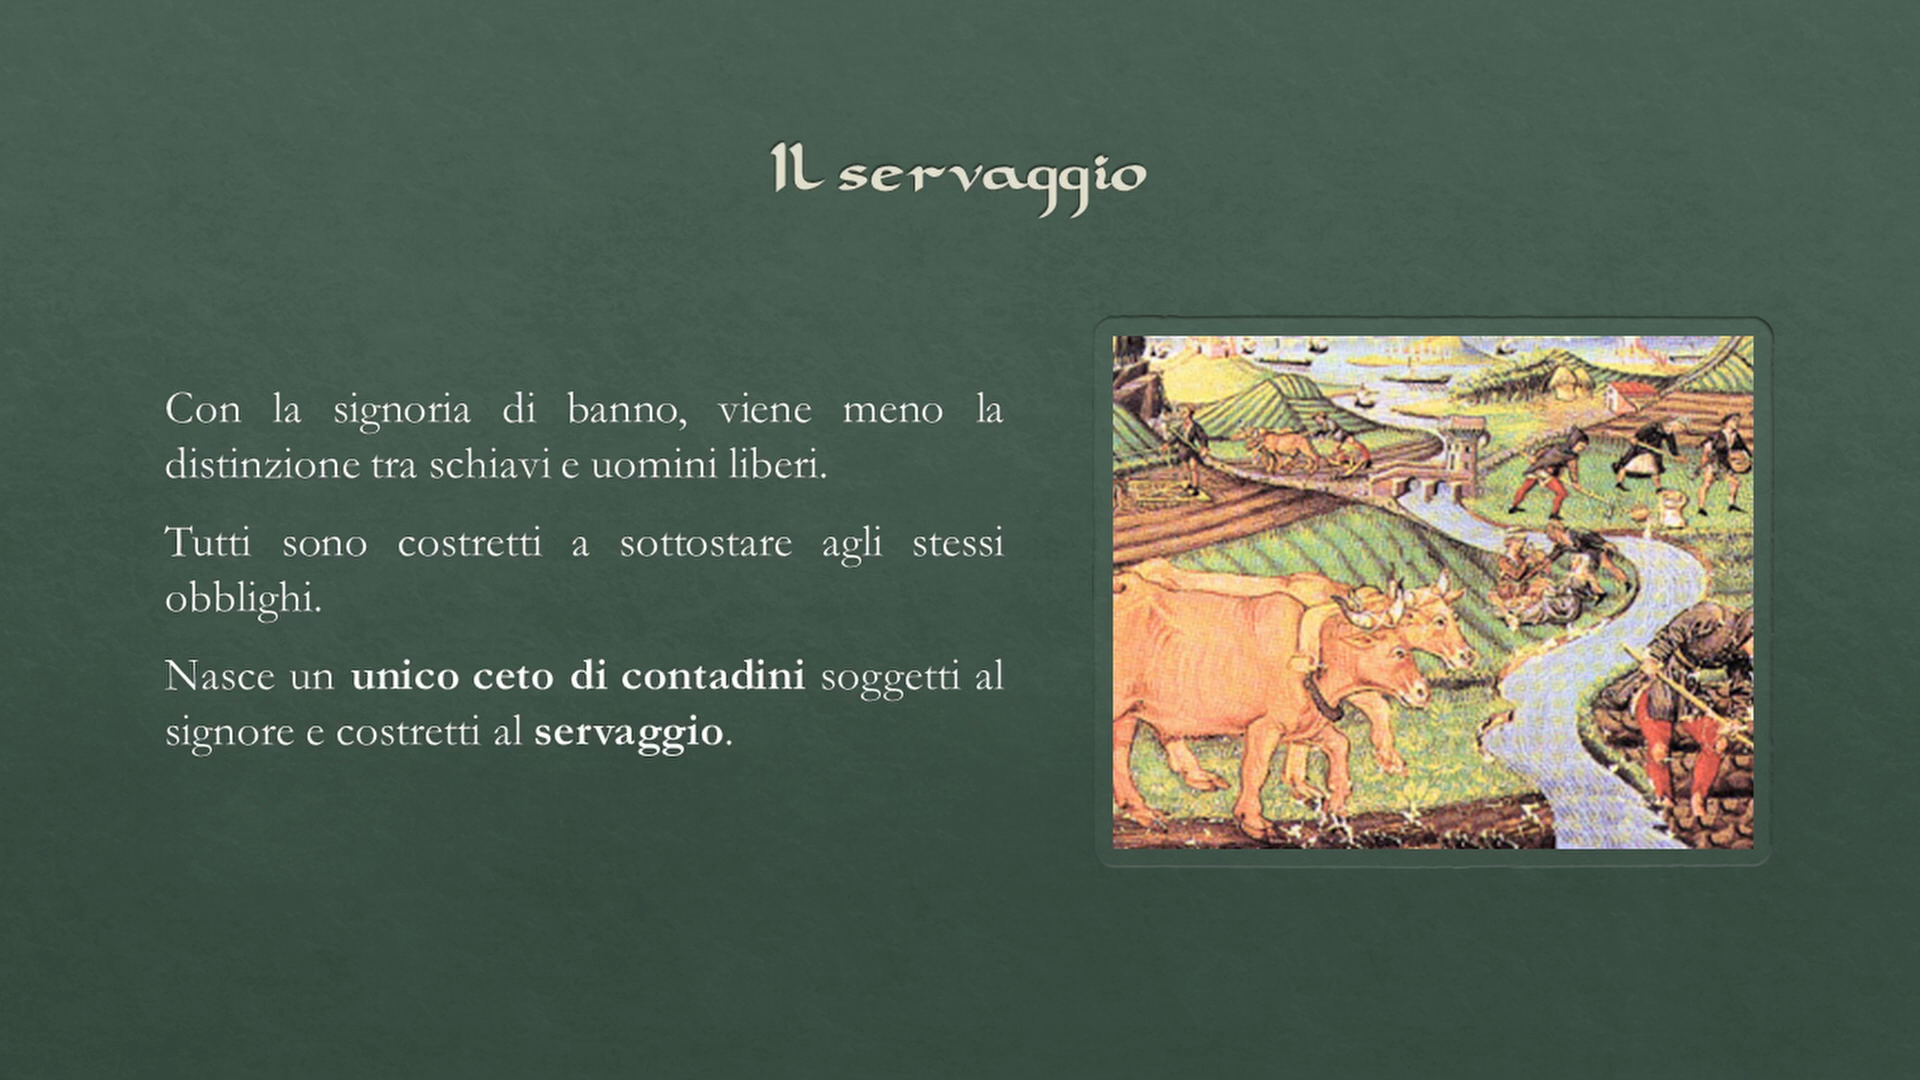 Il servaggio
Con la signoria di banno, viene meno la
distinzione tra schiavi e uomini liberi.
Tutti sono costretti a sottostare agli stessi
obblighi.
Nasce un unico ceto di contadini soggetti al
signore e costretti al servaggio.